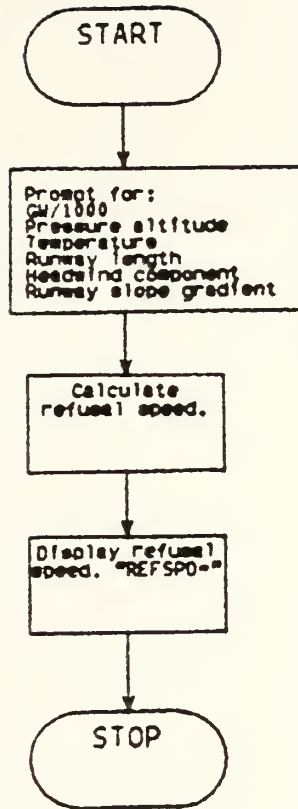 START
Prompt for:
GW/1000
Pressure altitude
Temperature
Runway length
Headwind component
Runway slope gradient
Calculate
refusal speed.
Display refusal
speed. "REFSPD="
STOP